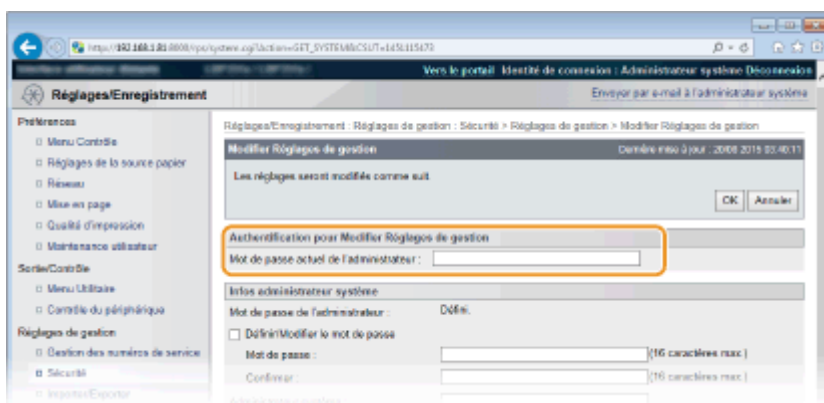 Vers le portail Identité de connexion : Administrateur système Déconnexion
Réglages/Enregistrement
Envoyer par e-mail à l'administrateur système
Préférences
Menu Contrôle
Réglages de la source papier
Réseau
Mise en page
Qualité d'impression
Maintenance utilisateur
Sortie/Contrôle
Menu Utilitaire
Contrôle du périphérique
Réglages de gestion
Gestion des numéros de service
Sécurité
Importer/Exporter
Réglages/Enregistrement : Réglages de gestion : Sécurité > Réglages de gestion > Modifier Réglages de gestion
Modifier Réglages de gestion
Dernière mise à jour :
Les réglages seront modifiés comme suit.
OK
Annuler
Authentification pour Modifier Réglages de gestion
Mot de passe actuel de l'administrateur :
Infos administrateur système
Mot de passe de l'administrateur :
Défini.
Définir/Modifier le mot de passe
Mot de passe :
(16 caractères max.)
Confirmer :
(16 caractères max.)